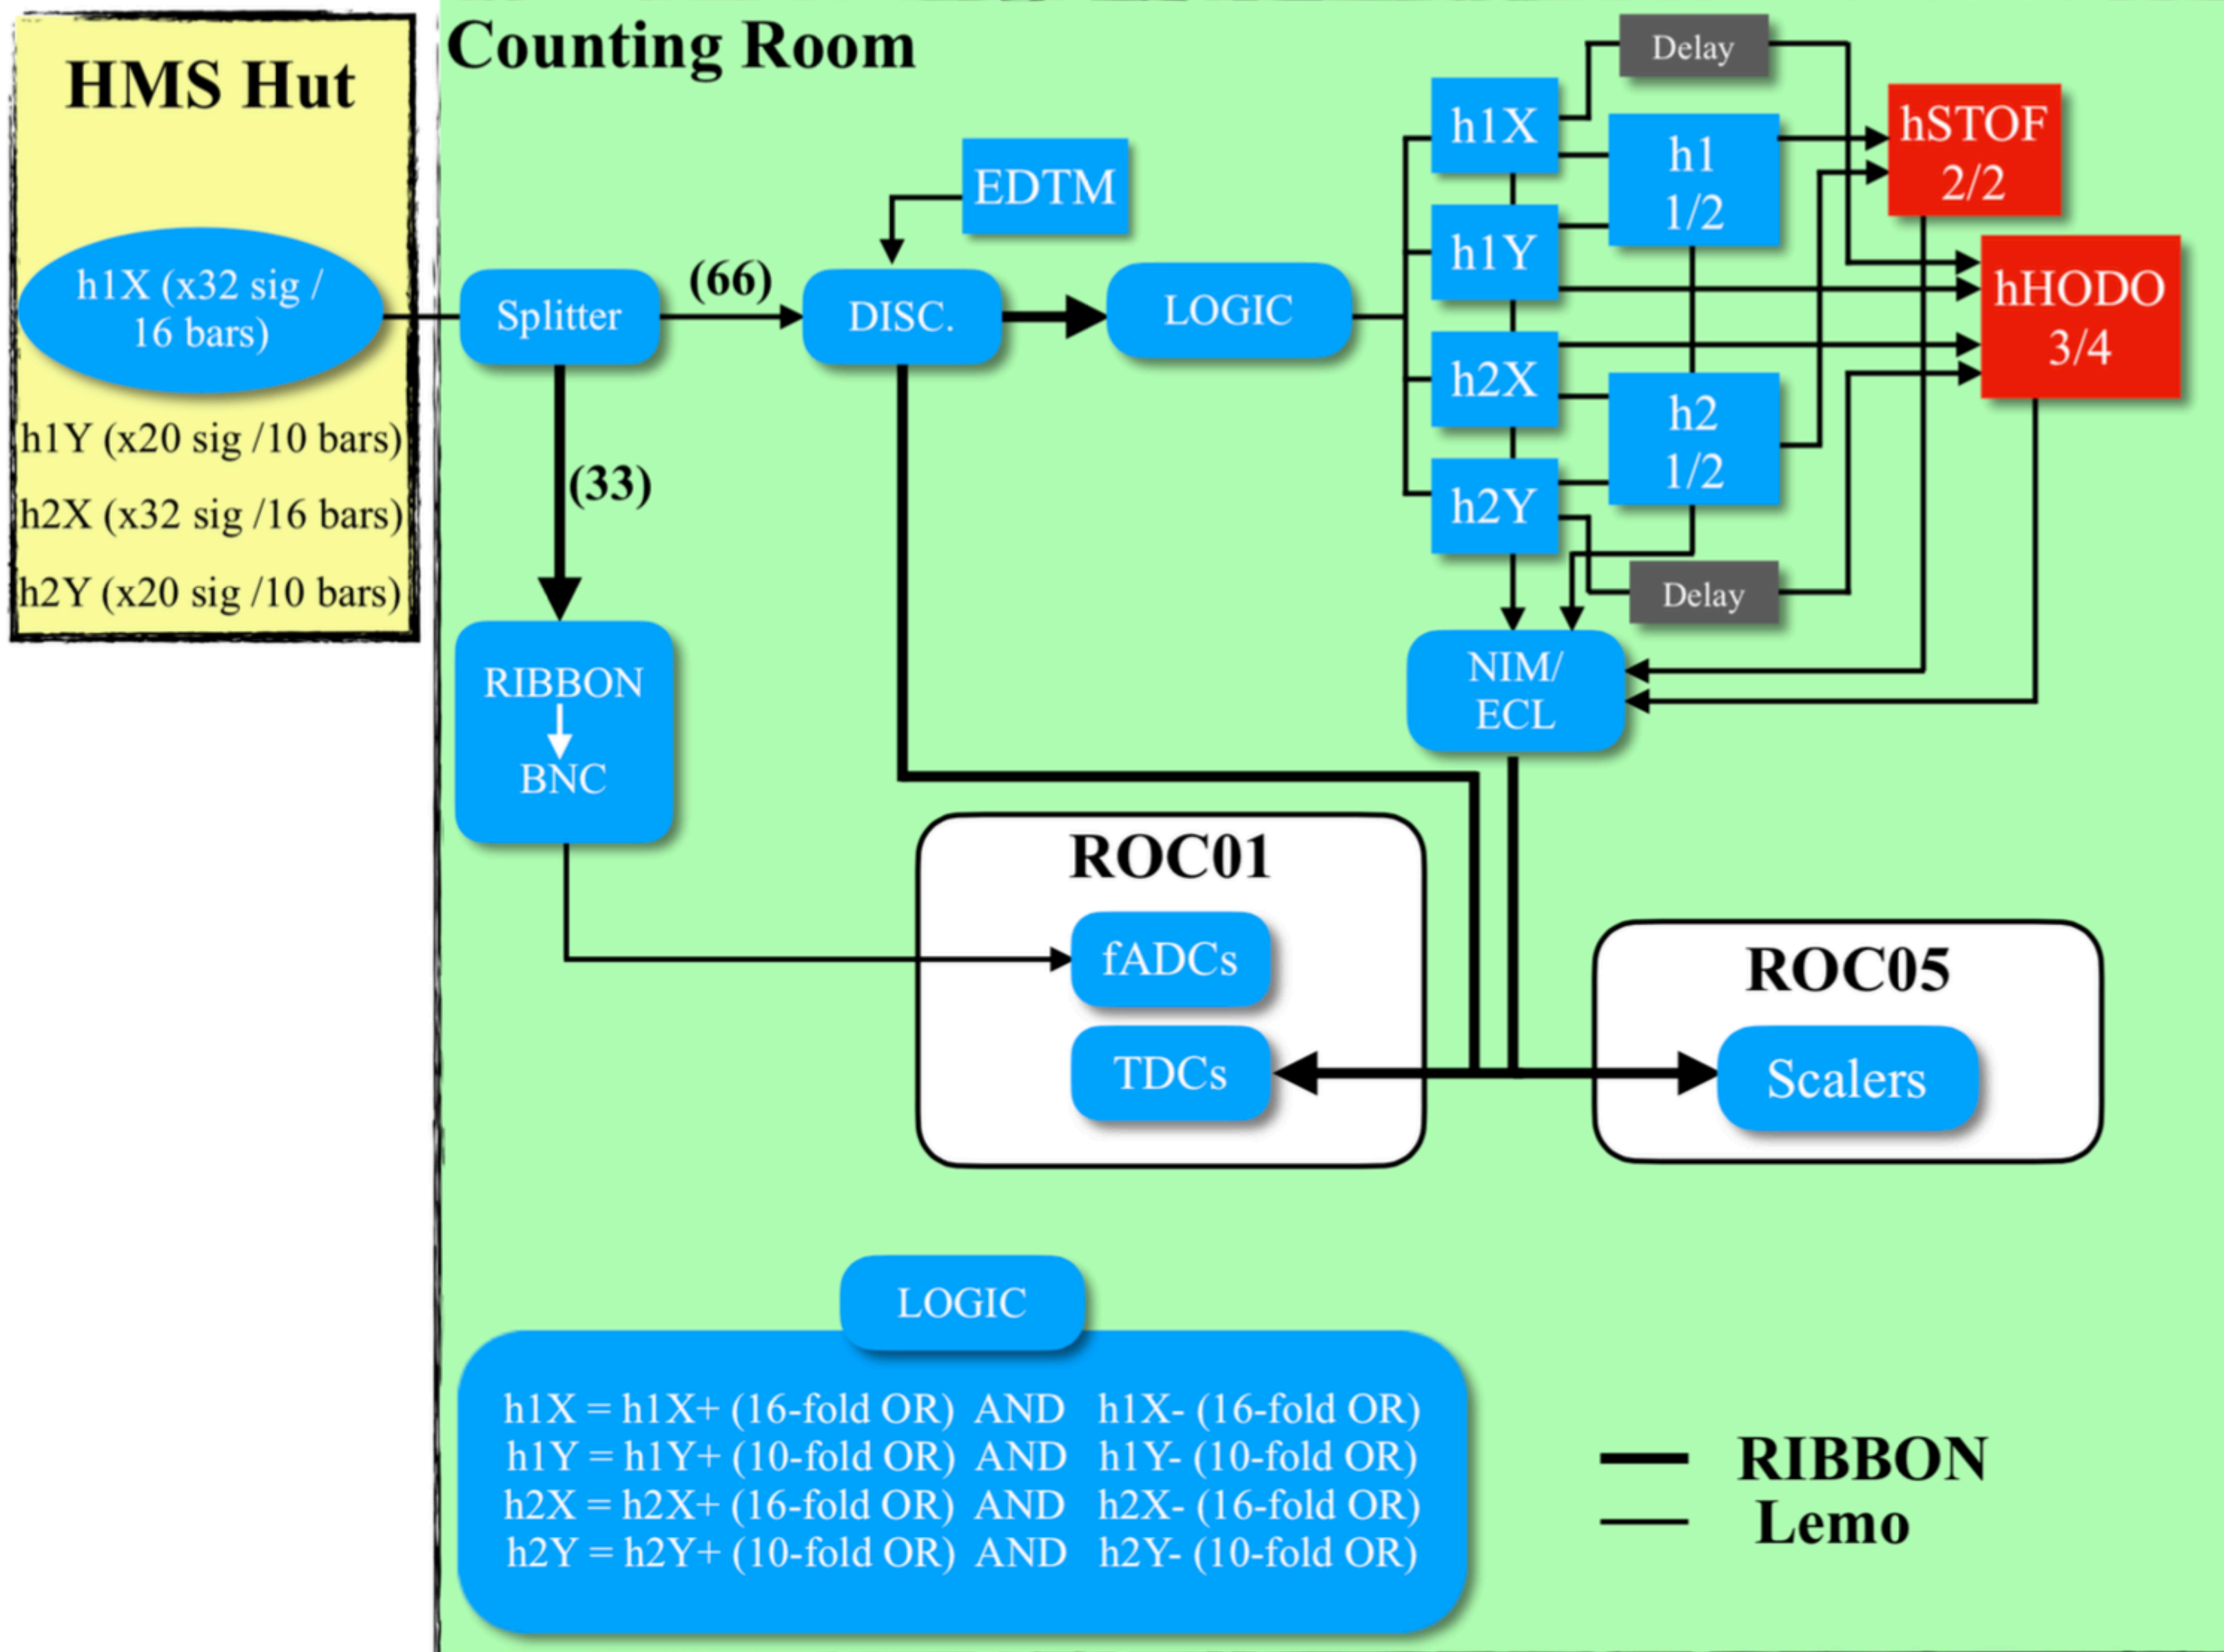 HMS Hut
h1X (x32 sig /
16 bars)
h1Y (x20 sig /10 bars)
h2X (x32 sig /16 bars)
h2Y (x20 sig /10 bars)
Counting Room
Splitter
(66)
(33)
EDTM
DISC.
LOGIC
RIBBON
BNC
h1X
h1Y
h2X
h2Y
Delay
h1
1/2
h2
1/2
Delay
hSTOF
2/2
hHODO
3/4
NIM/
ECL
ROC01
fADCs
TDCs
ROC05
Scalers
LOGIC
h1X = h1X+ (16-fold OR) AND h1X- (16-fold OR)
h1Y = h1Y+ (10-fold OR) AND h1Y- (10-fold OR)
h2X = h2X+ (16-fold OR) AND h2X- (16-fold OR)
h2Y = h2Y+ (10-fold OR) AND h2Y- (10-fold OR)
RIBBON
Lemo